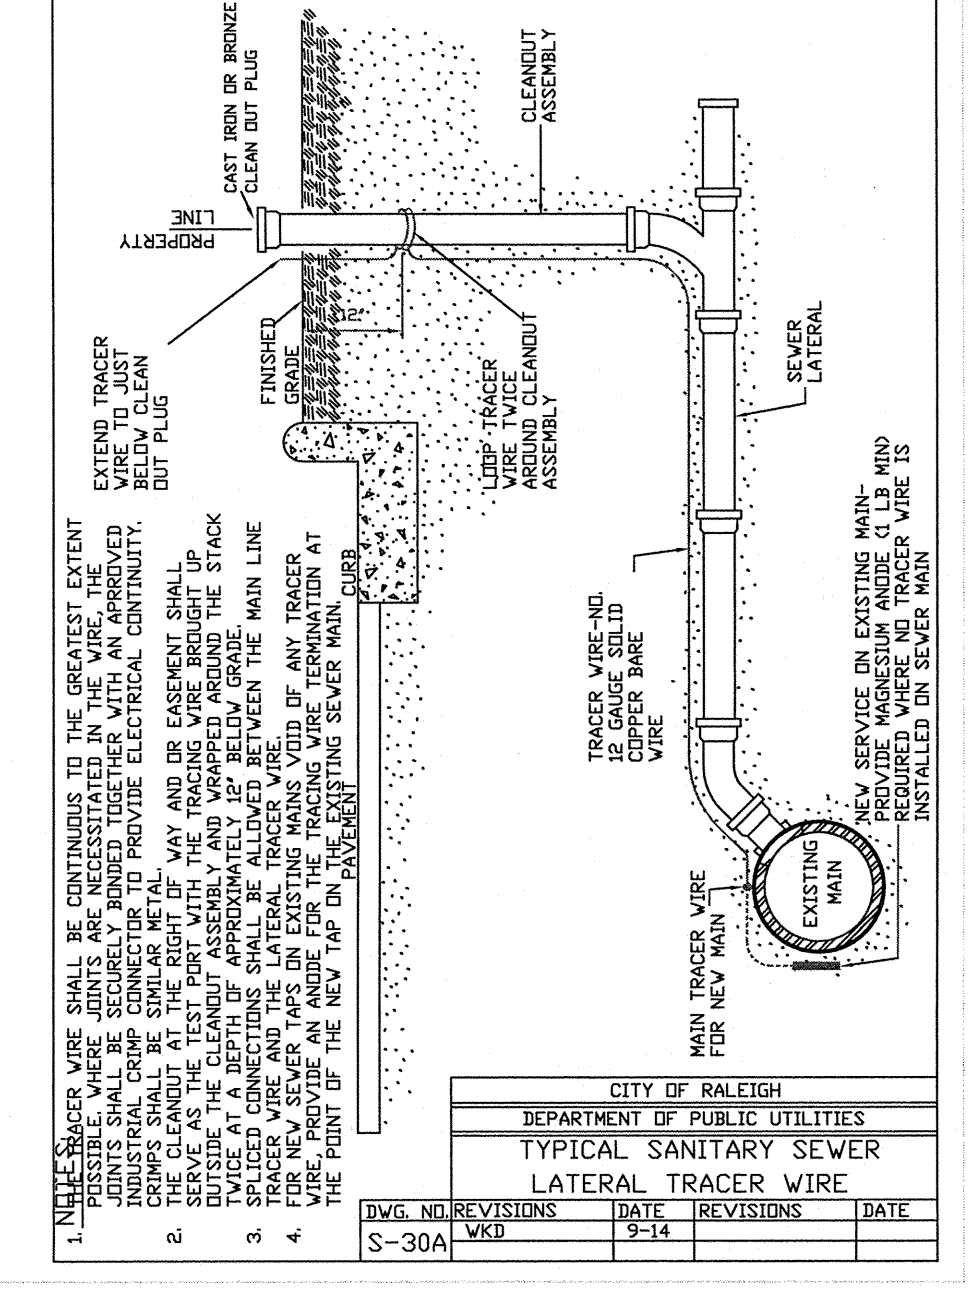 NOTES:
1. THE TRACER WIRE SHALL BE CONTINUOUS TO THE GREATEST EXTENT
POSSIBLE. WHERE JOINTS ARE NECESSITATED IN THE WIRE, THE
JOINTS SHALL BE SECURELY BONDED TOGETHER WITH AN APRROVED
INDUSTRIAL CRIMP CONNECTOR TO PROVIDE ELECTRICAL CONTINUITY.
CRIMPS SHALL BE SIMILAR METAL.
2. THE CLEANOUT AT THE RIGHT OF WAY AND OR EASEMENT SHALL
SERVE AS THE TEST PORT WITH THE TRACING WIRE BROUGHT UP
OUTSIDE THE CLEANOUT ASSEMBLY AND WRAPPED AROUND THE STACK
TWICE AT A DEPTH OF APPROXIMATELY 12" BELOW GRADE.
3. SPLICED CONNECTIONS SHALL BE ALLOWED BETWEEN THE MAIN LINE
TRACER WIRE AND THE LATERAL TRACER WIRE.
4. FOR NEW SEWER TAPS ON EXISTING MAINS VOID OF ANY TRACER
WIRE, PROVIDE AN ANODE FOR THE TRACING WIRE TERMINATION AT
THE POINT OF THE NEW TAP ON THE EXISTING SEWER MAIN.
PAVEMENT
CURB
EXTEND TRACER
WIRE TO JUST
BELOW CLEAN
OUT PLUG
PROPERTY
LINE
CAST IRON OR BRONZE
CLEAN OUT PLUG
FINISHED
GRADE
12"
LOOP TRACER
WIRE TWICE
AROUND CLEANOUT
ASSEMBLY
CLEANOUT
ASSEMBLY
TRACER WIRE-NO.
12 GAUGE SOLID
COPPER BARE
WIRE
SEWER
LATERAL
MAIN TRACER WIRE
FOR NEW MAIN
EXISTING
MAIN
NEW SERVICE ON EXISTING MAIN-
PROVIDE MAGNESIUM ANODE (1 LB MIN)
REQUIRED WHERE NO TRACER WIRE IS
INSTALLED ON SEWER MAIN
CITY OF RALEIGH
DEPARTMENT OF PUBLIC UTILITIES
TYPICAL SANITARY SEWER
LATERAL TRACER WIRE
DWG. NO. REVISIONS DATE REVISIONS DATE
S-30A WKD 9-14